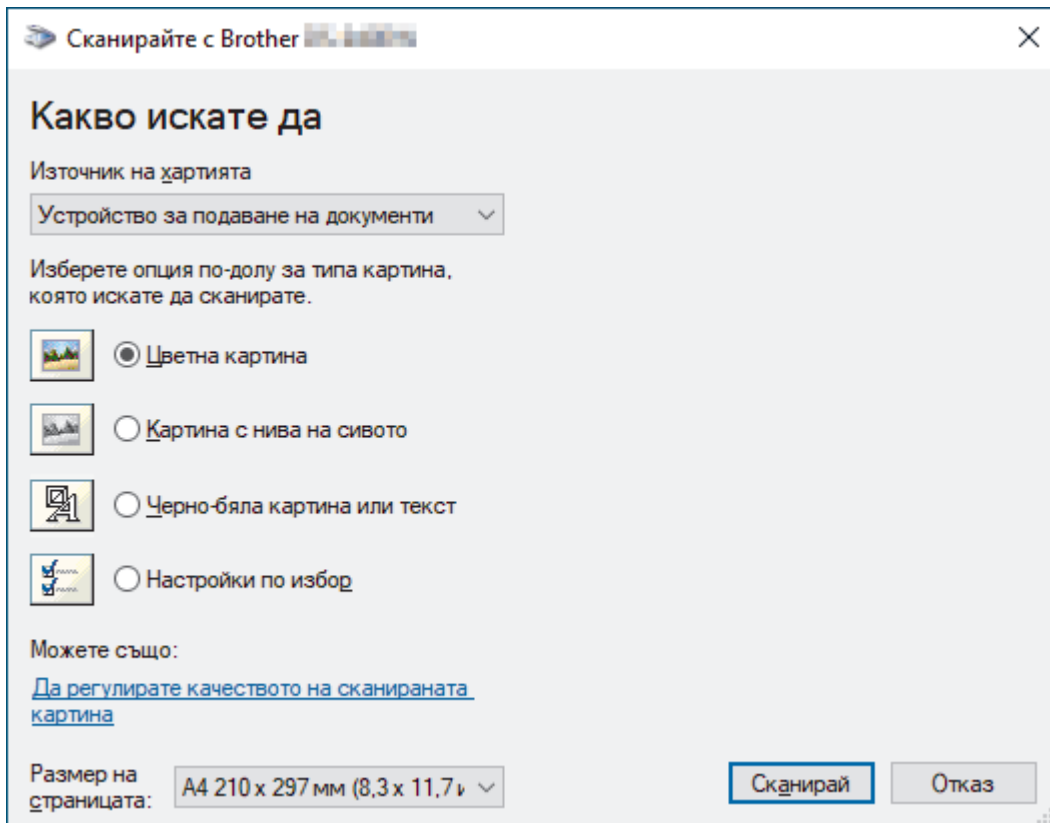 Сканирайте с Brother
Какво искате да
Източник на хартията
Устройство за подаване на документи
Изберете опция по-долу за типа картина,
която искате да сканирате.
Цветна картина
Картина с нива на сивото
Черно-бяла картина или текст
Настройки по избор
Можете също:
Да регулирате качеството на сканираната
картина
Размер на
страницата:
A4 210 x 297 мм (8,3 x 11,7
Сканирай
Отказ